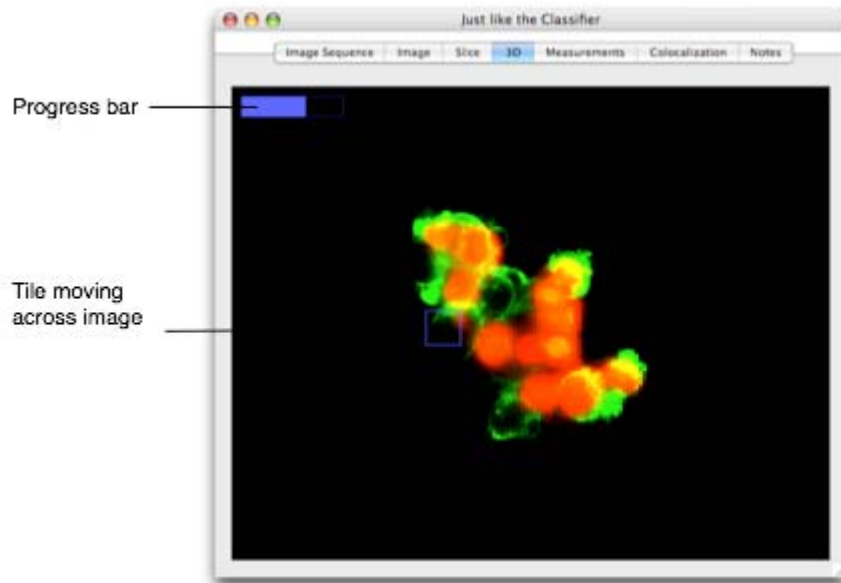 Just like the Classifier
Image Sequence Image Slice 3D Measurements Colocalization Notes
Progress bar
Tile moving
across image